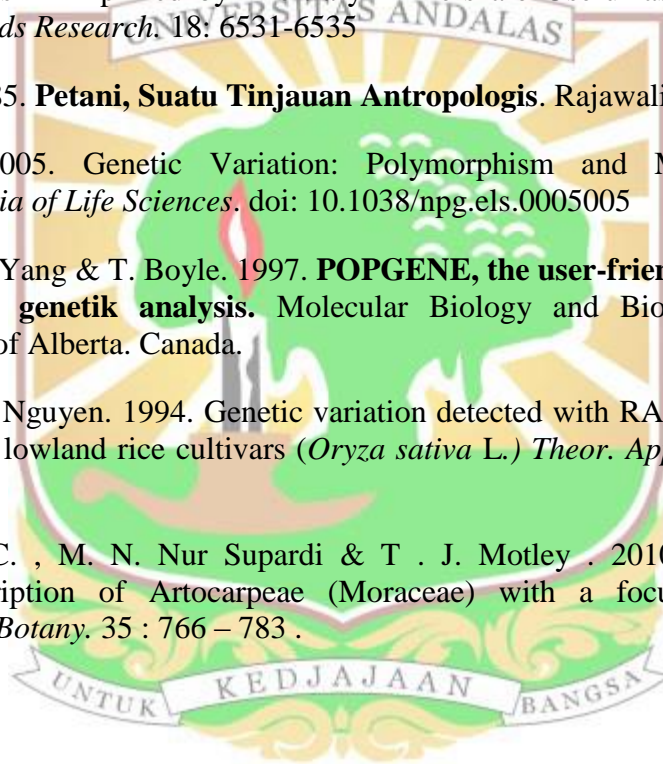 UNIVERSITAS ANDALAS
ds Research. 18: 6531-6535
35. Petani, Suatu Tinjauan Antropologis. Rajawali
005. Genetic Variation: Polymorphism and M
ia of Life Sciences. doi: 10.1038/npg.els.0005005
Yang & T. Boyle. 1997. POPGENE, the user-frien
genetik analysis. Molecular Biology and Bio
of Alberta. Canada.
Nguyen. 1994. Genetic variation detected with RA
lowland rice cultivars (Oryza sativa L.) Theor. Ap
C. , M. N. Nur Supardi & T . J. Motley . 2010
ription of Artocarpeae (Moraceae) with a focu
Botany. 35 : 766 – 783 .
UNTUK KEDJAJAAN BANGSA